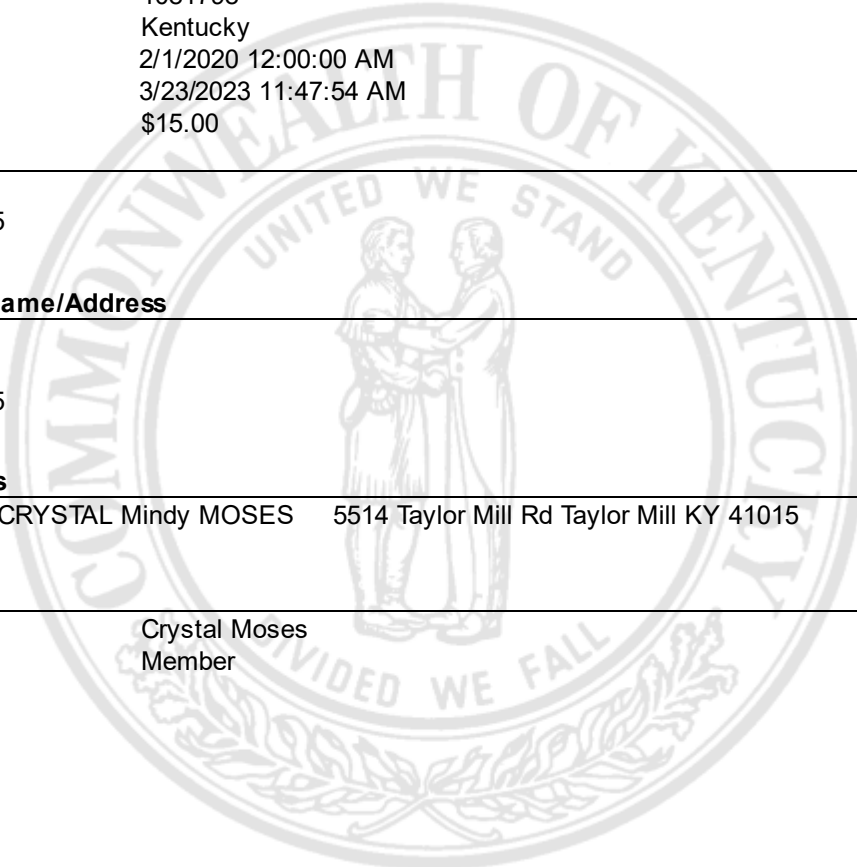 Kentucky
2/1/2020 12:00:00 AM
3/23/2023 11:47:54 AM
$15.00
5
ame/Address
5
s
CRYSTAL Mindy MOSES 5514 Taylor Mill Rd Taylor Mill KY 41015
Crystal Moses
Member
COMMONWEALTH OF KENTUCKY
UNITED WE STAND
DIVIDED WE FALL